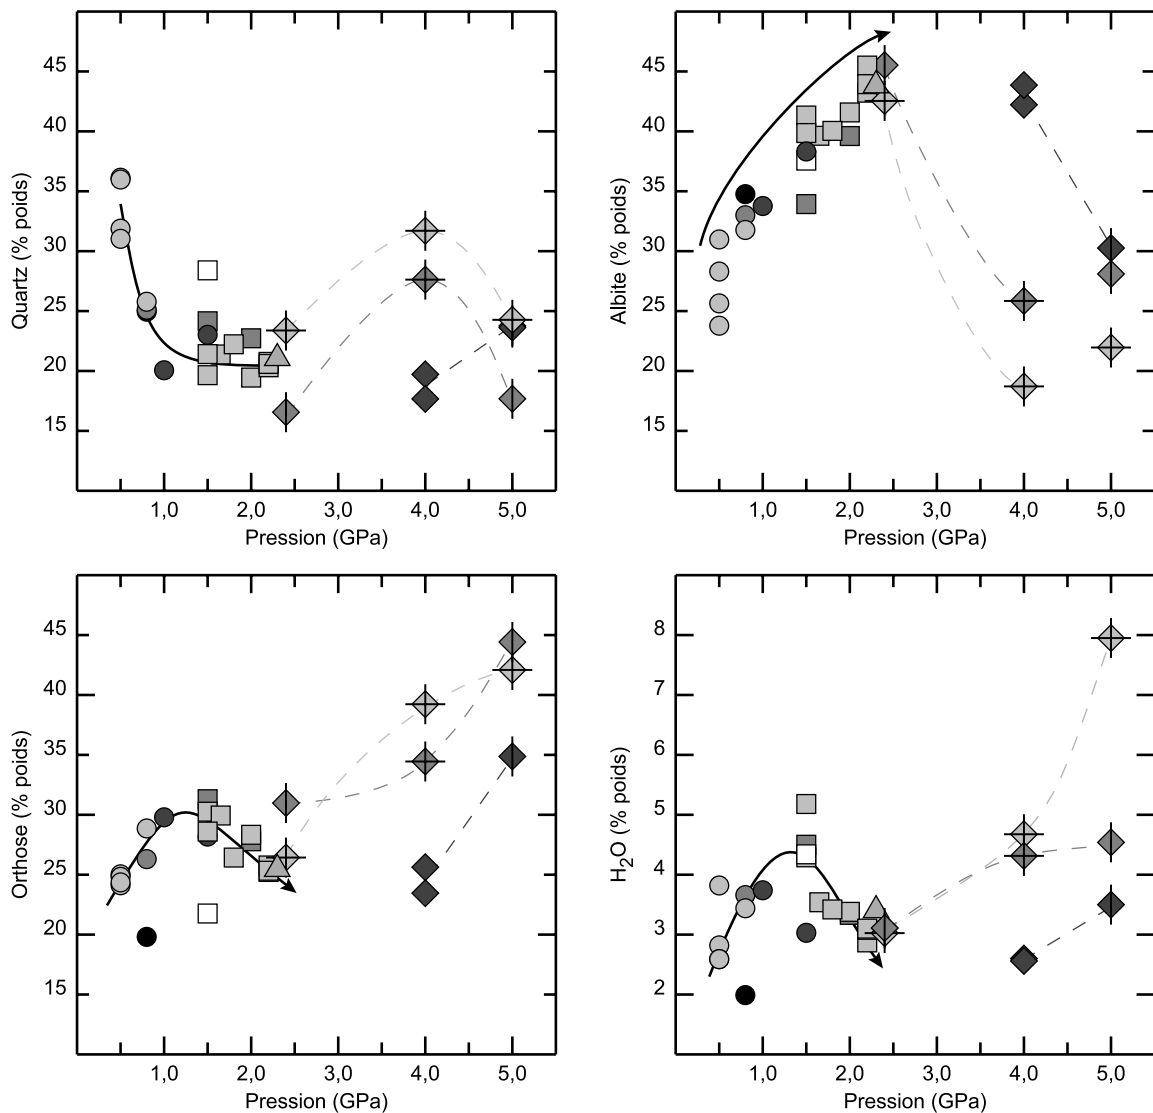 45
40
35
30
25
20
15
Quartz (% poids)
1,0 2,0 3,0 4,0 5,0
Pression (GPa)
45
40
35
30
25
20
15
Albite (% poids)
1,0 2,0 3,0 4,0 5,0
Pression (GPa)
45
40
35
30
25
20
15
Orthose (% poids)
1,0 2,0 3,0 4,0 5,0
Pression (GPa)
8
7
6
5
4
3
2
H₂O (% poids)
1,0 2,0 3,0 4,0 5,0
Pression (GPa)